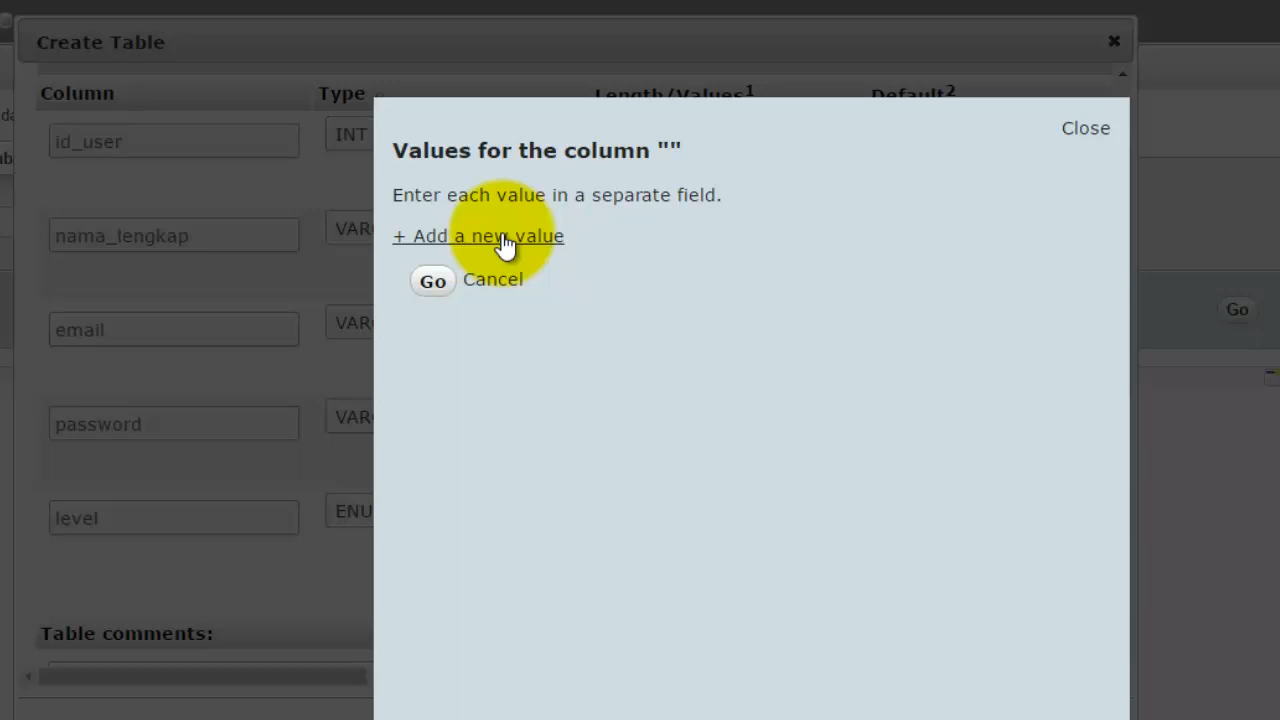 Create Table
Column Type Length/Values1 Default2
id_user INT
nama_lengkap
email
password
level
Table comments:
Close
Values for the column ""
Enter each value in a separate field.
+ Add a new value
Go Cancel
Go